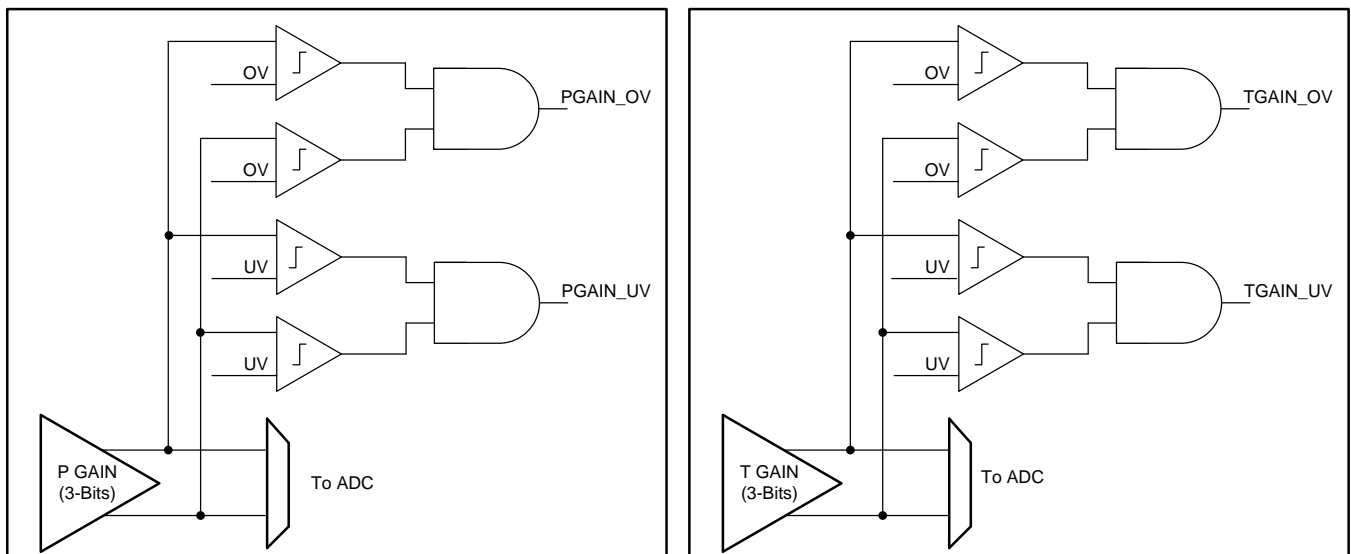 OV
PGAIN_OV
OV
UV
PGAIN_UV
UV
P GAIN
(3-Bits)
To ADC
OV
TGAIN_OV
OV
UV
TGAIN_UV
UV
T GAIN
(3-Bits)
To ADC